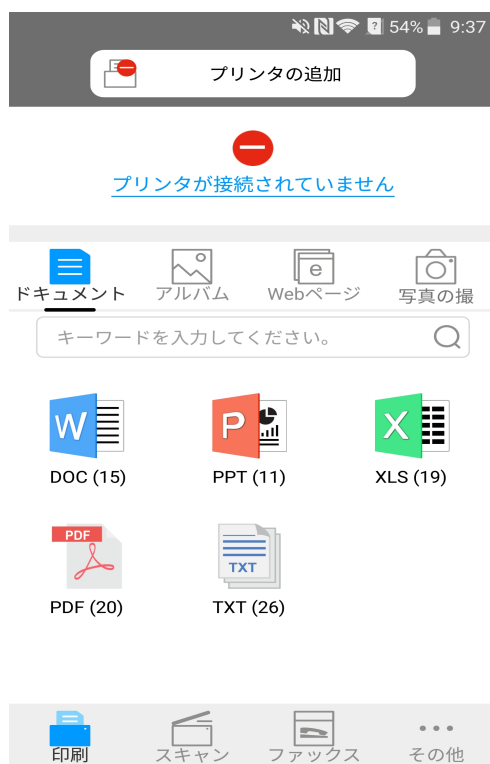 54% 9:37
プリンタの追加
プリンタが接続されていません
ドキュメント アルバム Webページ 写真の撮
キーワードを入力してください。
DOC (15) PPT (11) XLS (19)
PDF
TXT
PDF (20) TXT (26)
印刷 スキャン ファックス その他